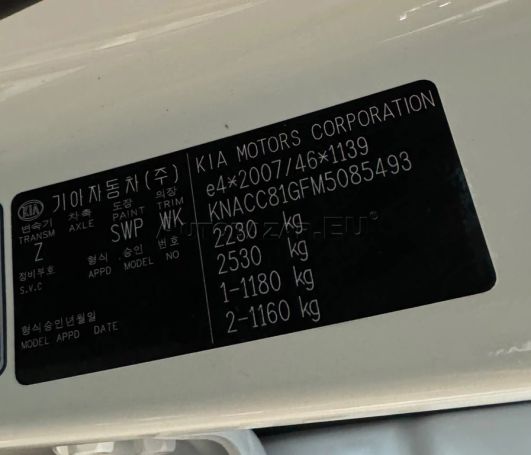 KIA 기아자동차(주)
변속기 차축 도장 의장
TRANSM AXLE PAINT TRIM
Z SWP WK
정비부호 형식 승인 번호
S.V.C APPD MODEL NO
형식승인년월일
MODEL APPD DATE
KIA MOTORS CORPORATION
e4*2007/46*1139
KNACC81GFM5085493
2230 kg
2530 kg
1-1180 kg
2-1160 kg